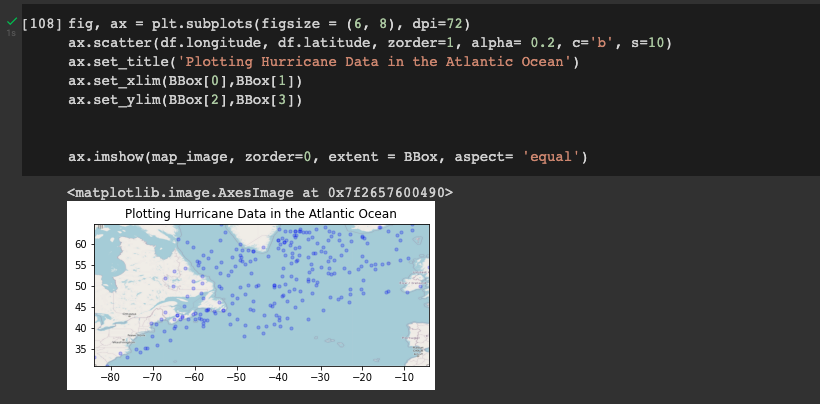 [108] fig, ax = plt.subplots(figsize = (6, 8), dpi=72)
1s
ax.scatter(df.longitude, df.latitude, zorder=1, alpha= 0.2, c='b', s=10)
ax.set_title('Plotting Hurricane Data in the Atlantic Ocean')
ax.set_xlim(BBox[0],BBox[1])
ax.set_ylim(BBox[2],BBox[3])
ax.imshow(map_image, zorder=0, extent = BBox, aspect= 'equal')
<matplotlib.image.AxesImage at 0x7f2657600490>
Plotting Hurricane Data in the Atlantic Ocean
60
55
50
45
40
35
−80 −70 −60 −50 −40 −30 −20 −10